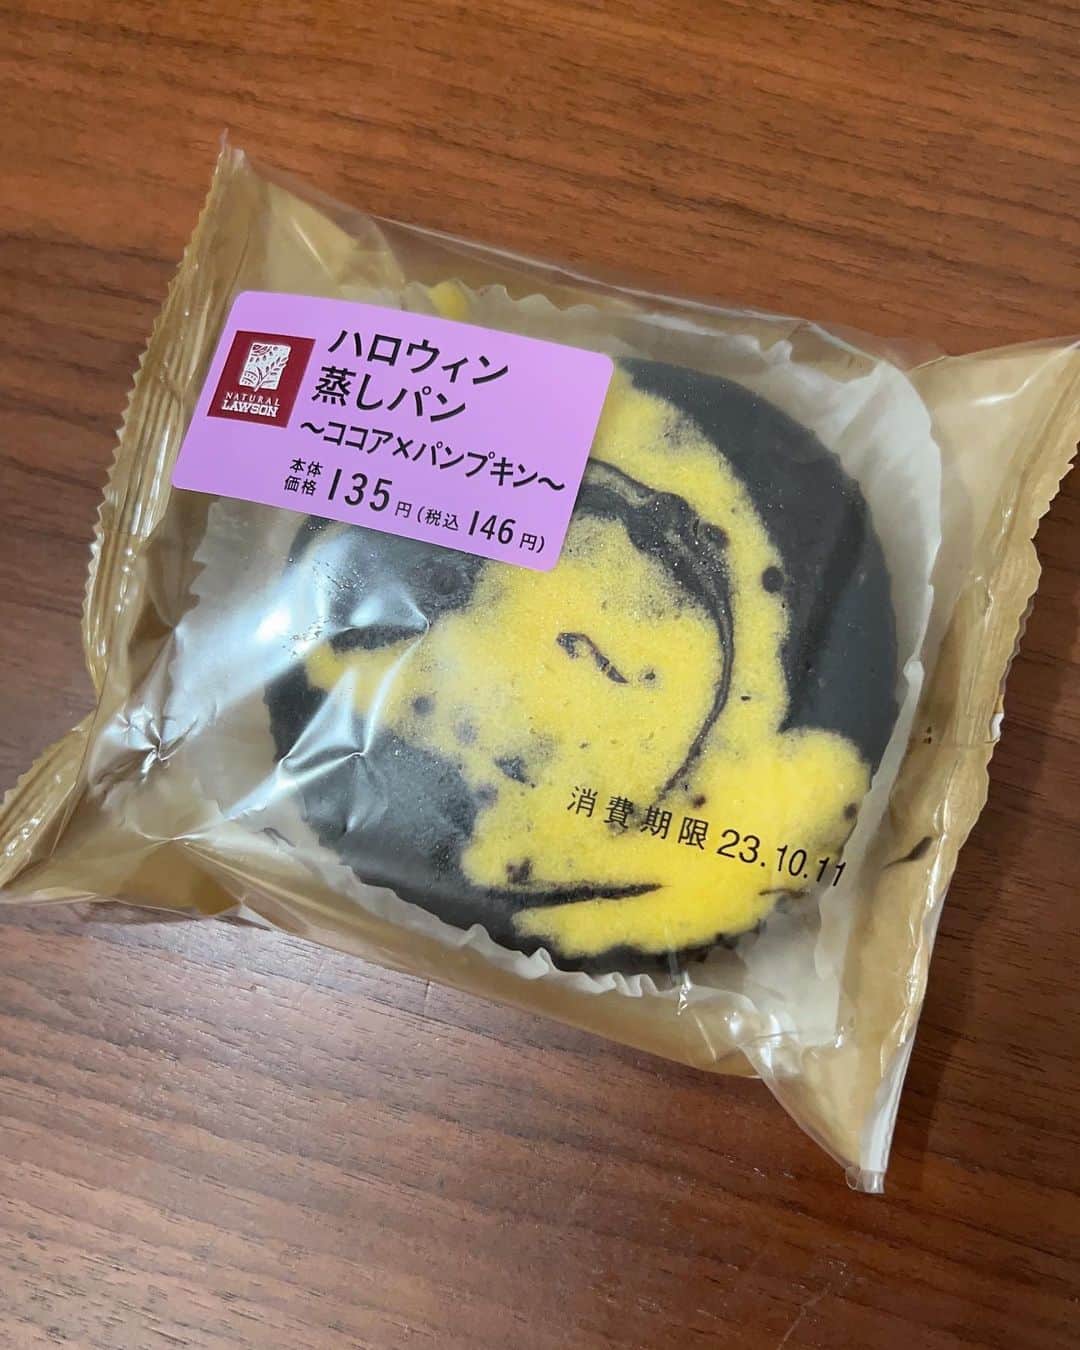 ハロウィン
蒸しパン
～ココア×パンプキン～
本体
価格 135円(税込 146円)
NATURAL
LAWSON
消費期限 23.10.11